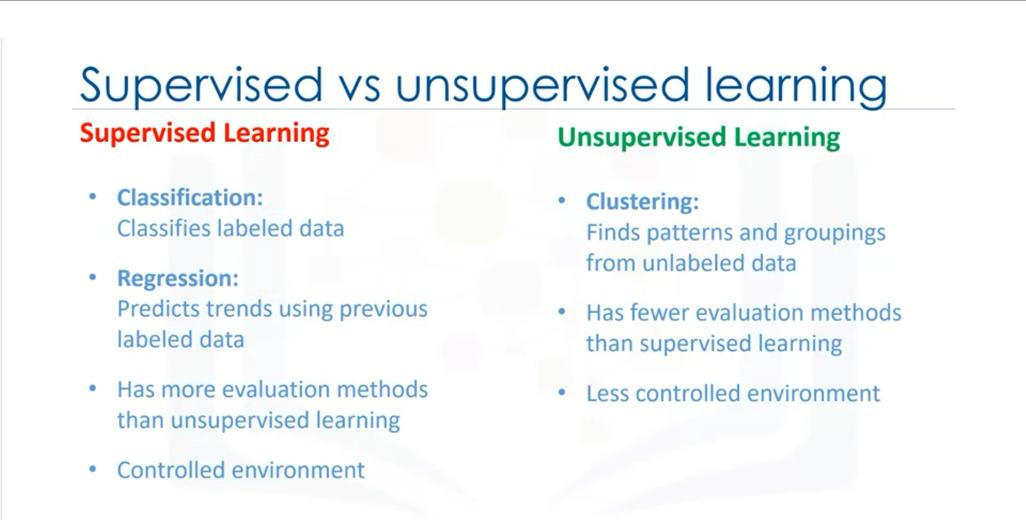 Supervised vs unsupervised learning
Supervised Learning
• Classification:
Classifies labeled data
• Regression:
Predicts trends using previous
labeled data
• Has more evaluation methods
than unsupervised learning
• Controlled environment
Unsupervised Learning
• Clustering:
Finds patterns and groupings
from unlabeled data
• Has fewer evaluation methods
than supervised learning
• Less controlled environment